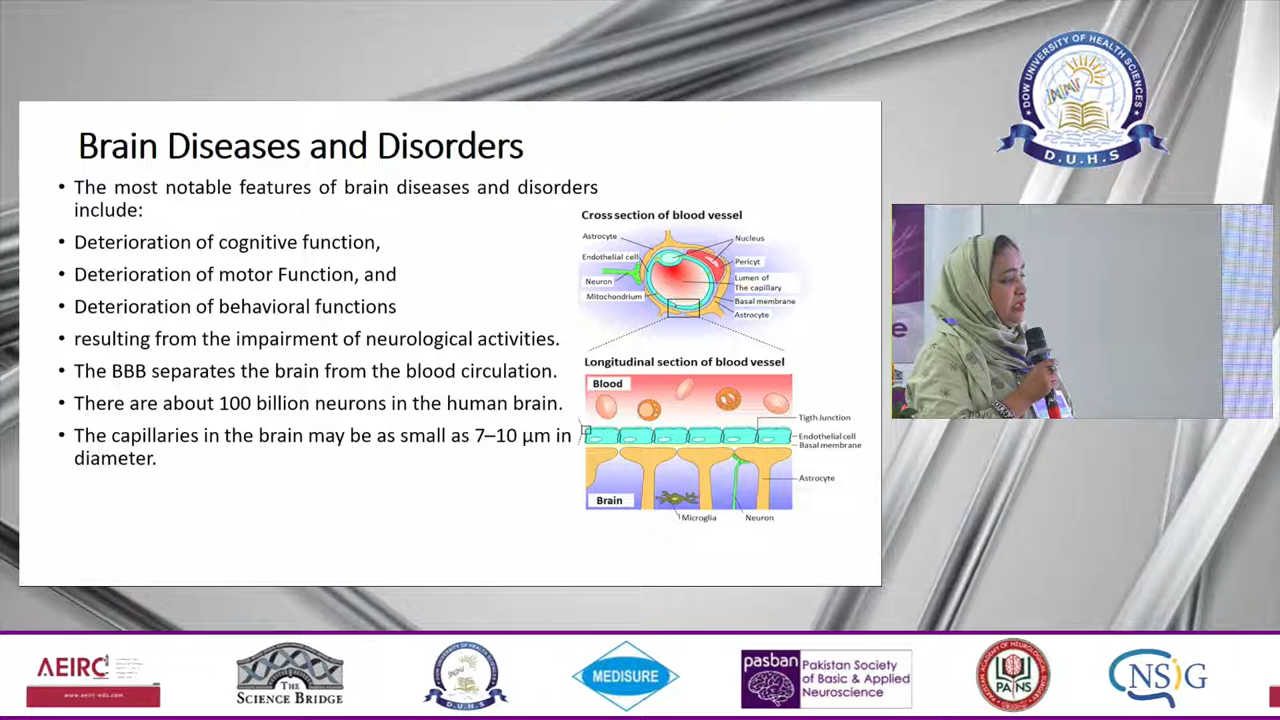 DOW UNIVERSITY OF HEALTH SCIENCES
D.U.H.S
Brain Diseases and Disorders
• The most notable features of brain diseases and disorders
include:
• Deterioration of cognitive function,
• Deterioration of motor Function, and
• Deterioration of behavioral functions
• resulting from the impairment of neurological activities.
• The BBB separates the brain from the blood circulation.
• There are about 100 billion neurons in the human brain.
• The capillaries in the brain may be as small as 7–10 µm in
diameter.
Cross section of blood vessel
Astrocyte
Nucleus
Endothelial cell
Pericyt
Neuron
Lumen of
The capillary
Mitochondrium
Basal membrane
Astrocyte
Longitudinal section of blood vessel
Blood
Tigth Junction
Endothelial cell
Basal membrane
Astrocyte
Brain
Microglia
Neuron
AEIRC
www.aeirc-edu.com
THE
SCIENCE BRIDGE
D.U.H.S
MEDISURE
pasban
Pakistan Society
of Basic & Applied
Neuroscience
PANS
NSIG